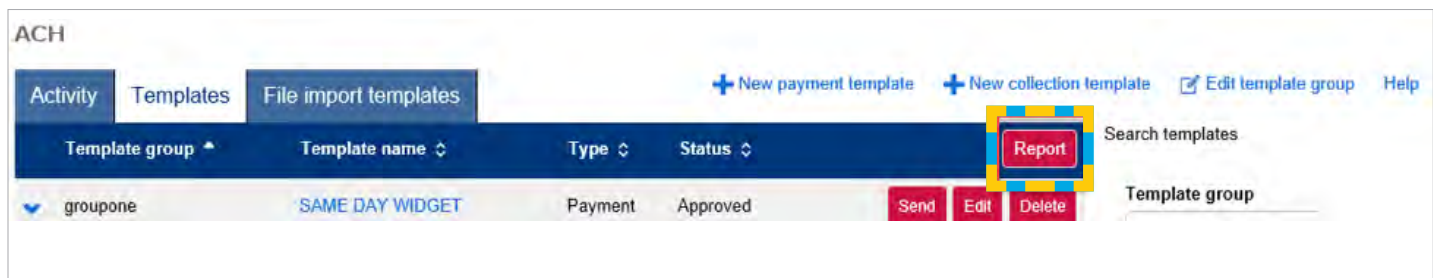 ACH
Activity Templates File import templates New payment template New collection template Edit template group Help
Template group Template name Type Status Report Search templates
Template group
groupone SAME DAY WIDGET Payment Approved Send Edit Delete